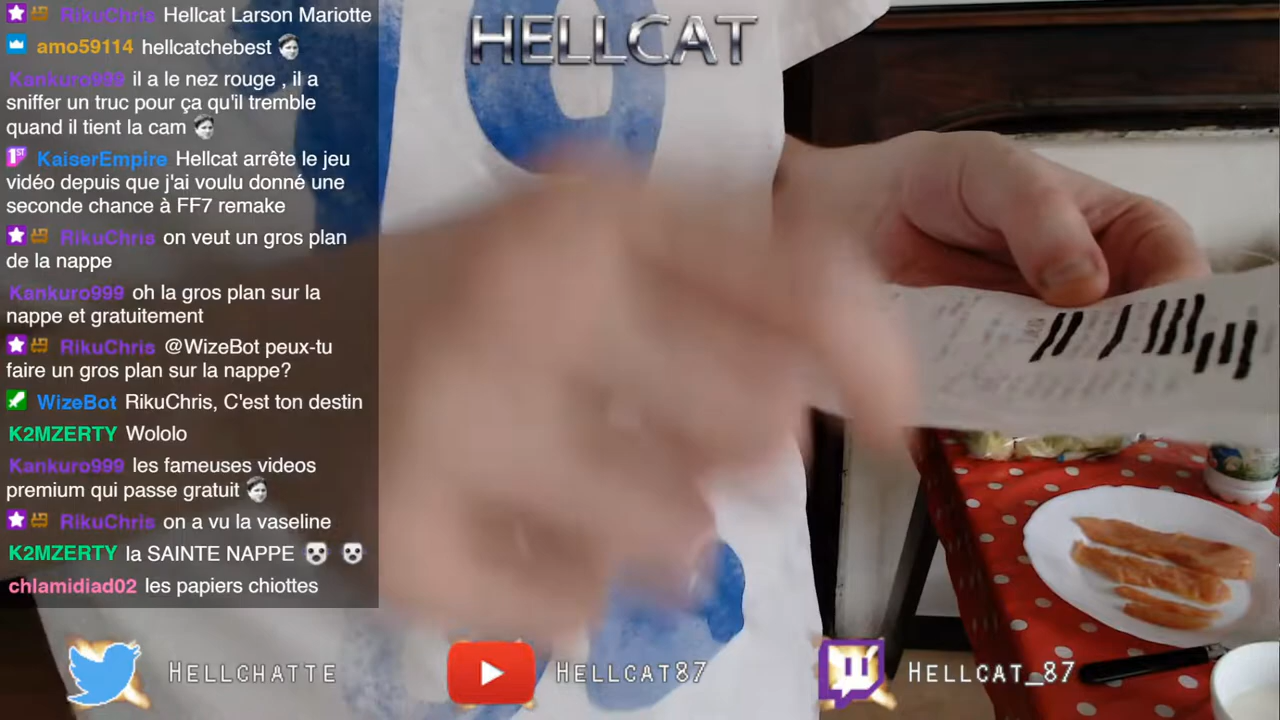 RikuChris Hellcat Larson Mariotte
amo59114 hellcatchebest
Kankuro999 il a le nez rouge , il a
sniffer un truc pour ça qu'il tremble
quand il tient la cam
KaiserEmpire Hellcat arrête le jeu
vidéo depuis que j'ai voulu donné une
seconde chance à FF7 remake
RikuChris on veut un gros plan
de la nappe
Kankuro999 oh la gros plan sur la
nappe et gratuitement
RikuChris @WizeBot peux-tu
faire un gros plan sur la nappe?
WizeBot RikuChris, C'est ton destin
K2MZERTY Wololo
Kankuro999 les fameuses videos
premium qui passe gratuit
RikuChris on a vu la vaseline
K2MZERTY la SAINTE NAPPE
chlamidiad02 les papiers chiottes
HELLCAT
HELLCHATTE
HELLCAT87
HELLCAT_87